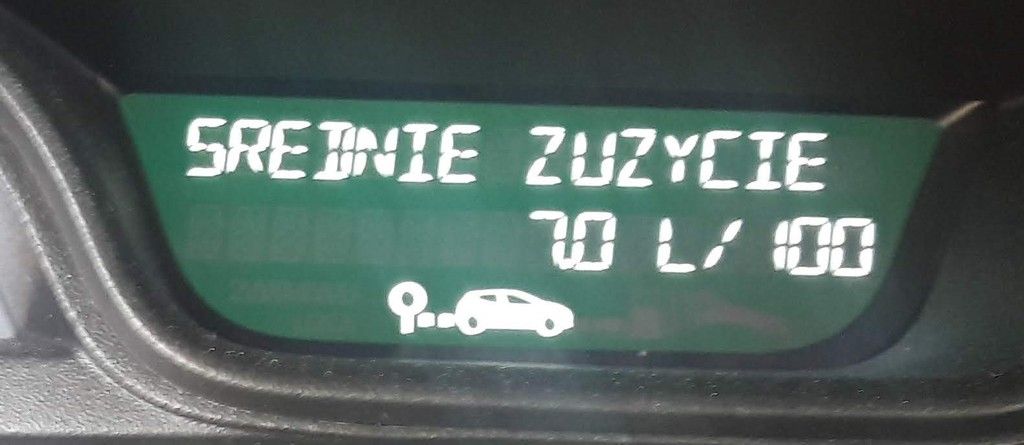 SREDNIE ZUZYCIE
7.0 L/100